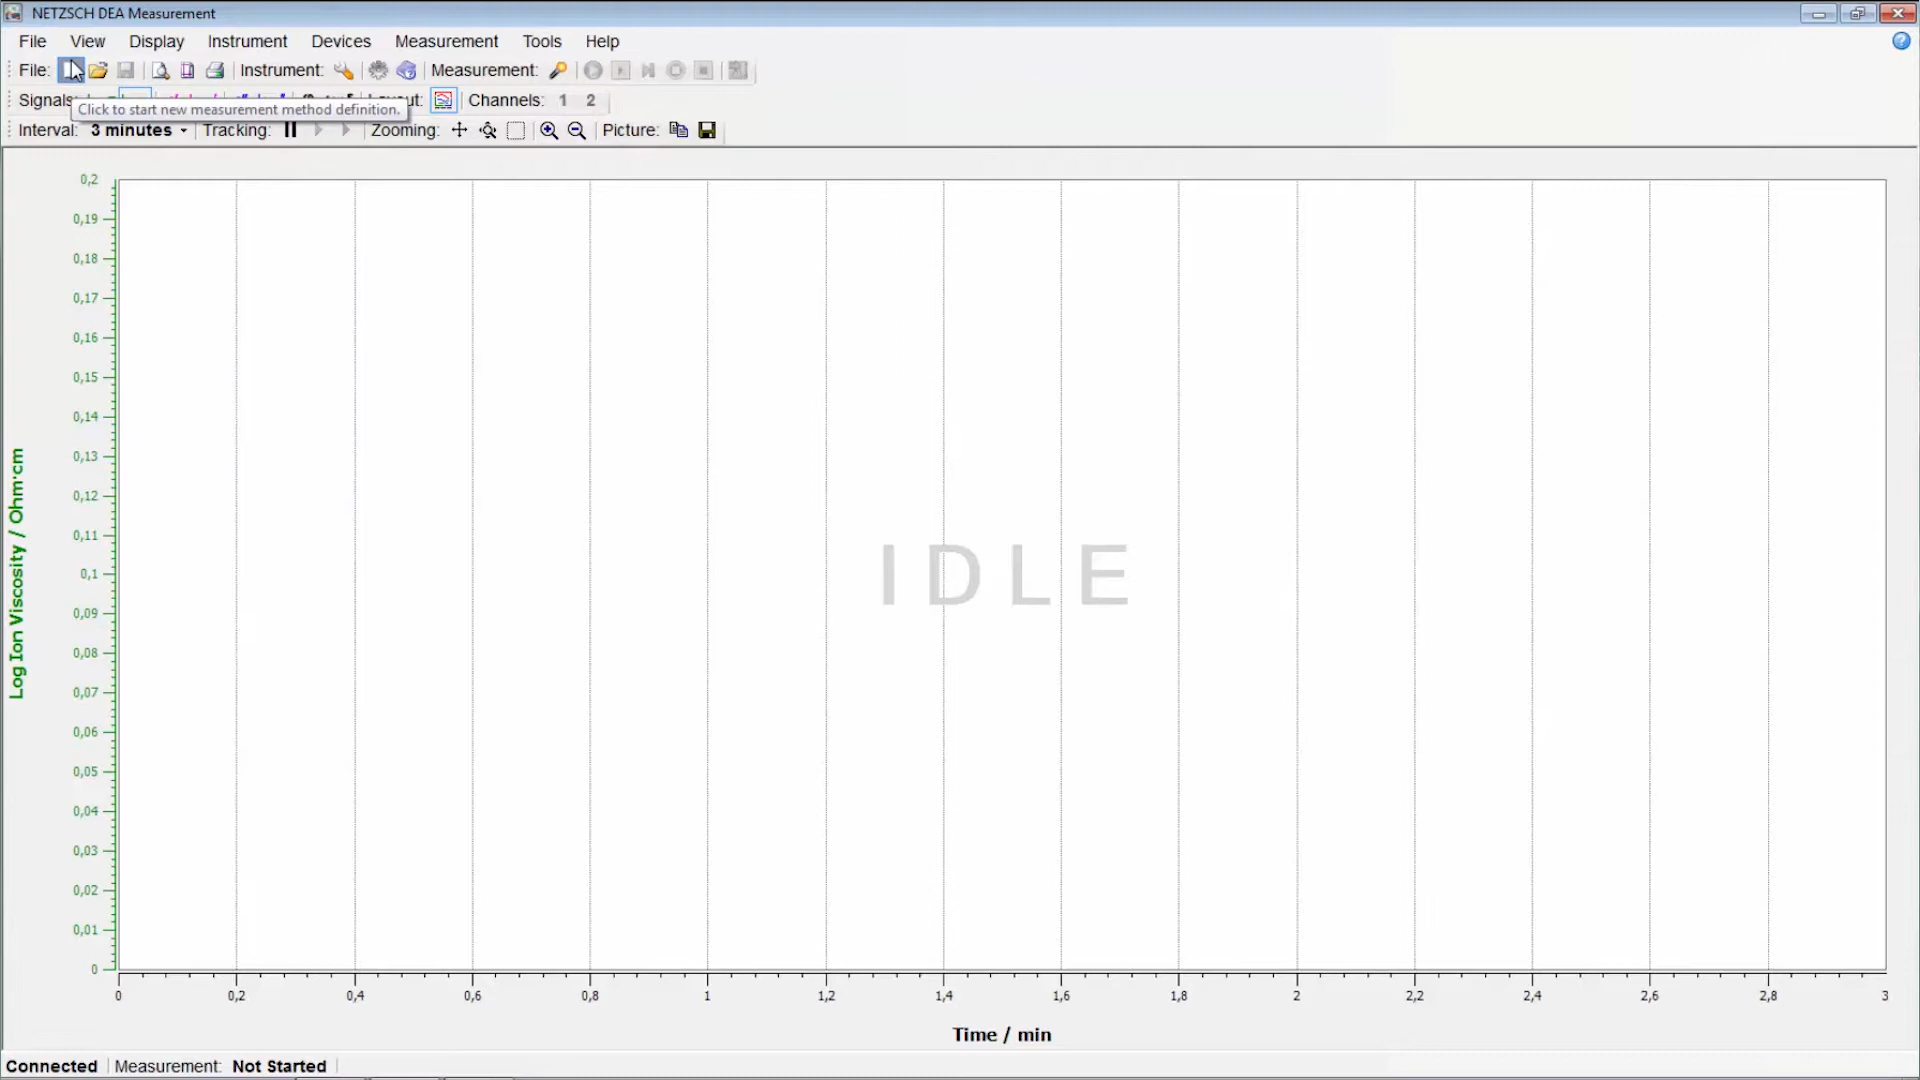 NETZSCH DEA Measurement
File View Display Instrument Devices Measurement Tools Help
File: Instrument: Measurement:
Signals: Channels: 1 2
Click to start new measurement method definition.
Interval: 3 minutes Tracking: Zooming: Picture:
0,2
0,19
0,18
0,17
0,16
0,15
0,14
0,13
0,12
0,11
0,1
0,09
0,08
0,07
0,06
0,05
0,04
0,03
0,02
0,01
0
Log Ion Viscosity / Ohm·cm
IDLE
0 0,2 0,4 0,6 0,8 1 1,2 1,4 1,6 1,8 2 2,2 2,4 2,6 2,8 3
Time / min
Connected Measurement: Not Started